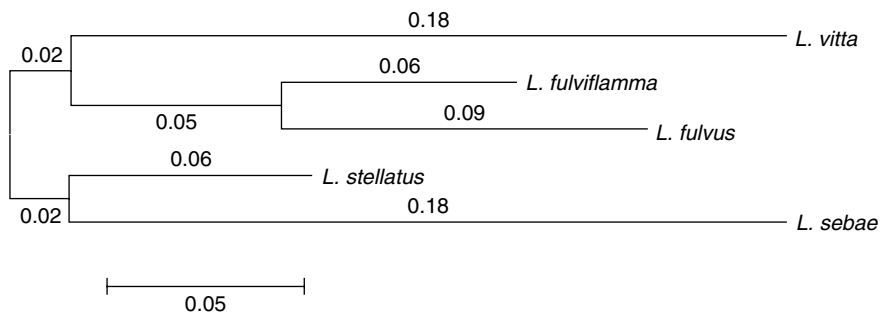 0.18
L. vitta
0.02
0.06
L. fulviflamma
0.05
0.09
L. fulvus
0.06
L. stellatus
0.02
0.18
L. sebae
0.05